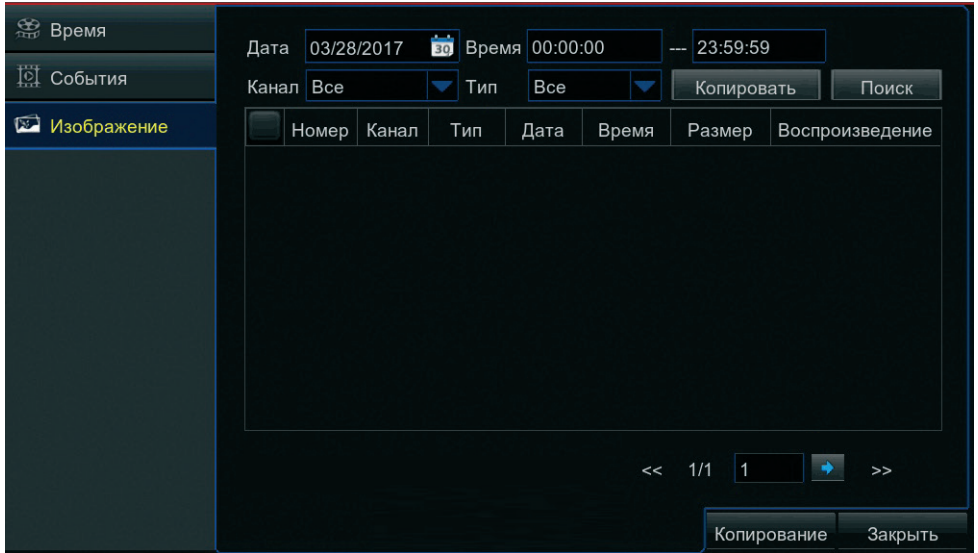 Время
События
Изображение
Дата 03/28/2017 30 Время 00:00:00 --- 23:59:59
Канал Все Тип Все Копировать Поиск
Номер Канал Тип Дата Время Размер Воспроизведение
<< 1/1 1 >>
Копирование Закрыть